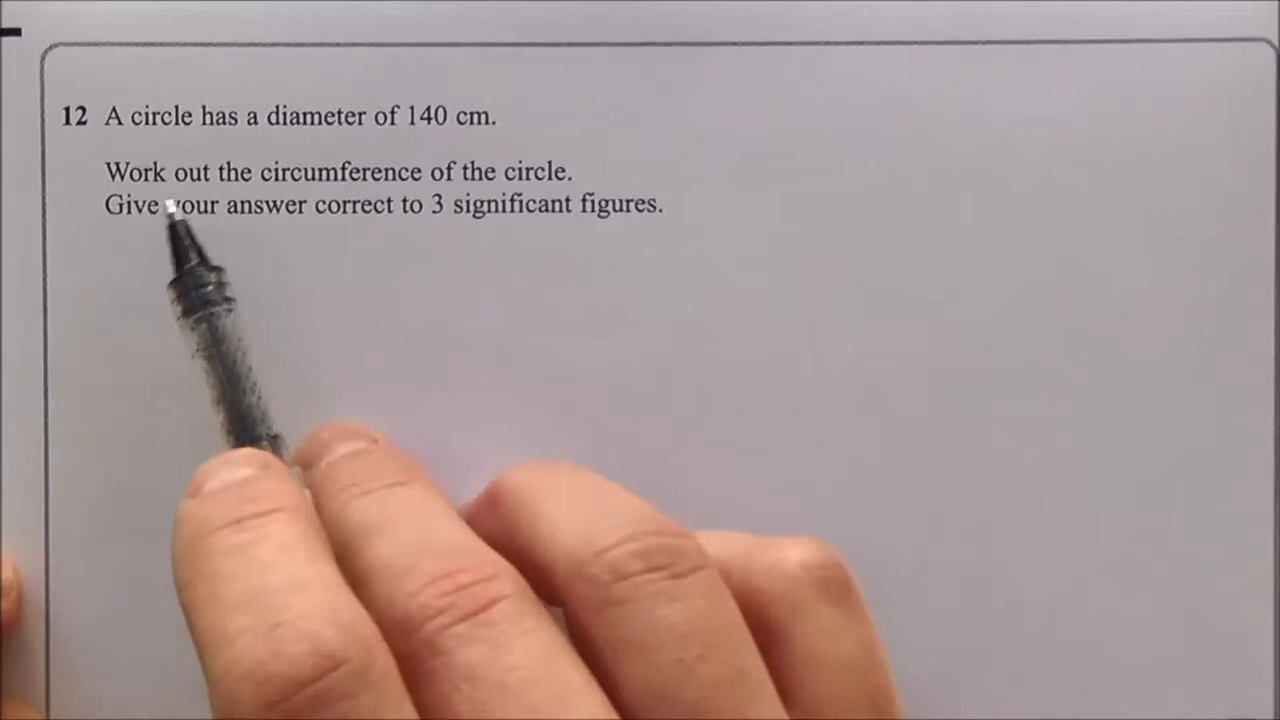 12 A circle has a diameter of 140 cm.
Work out the circumference of the circle.
Give your answer correct to 3 significant figures.